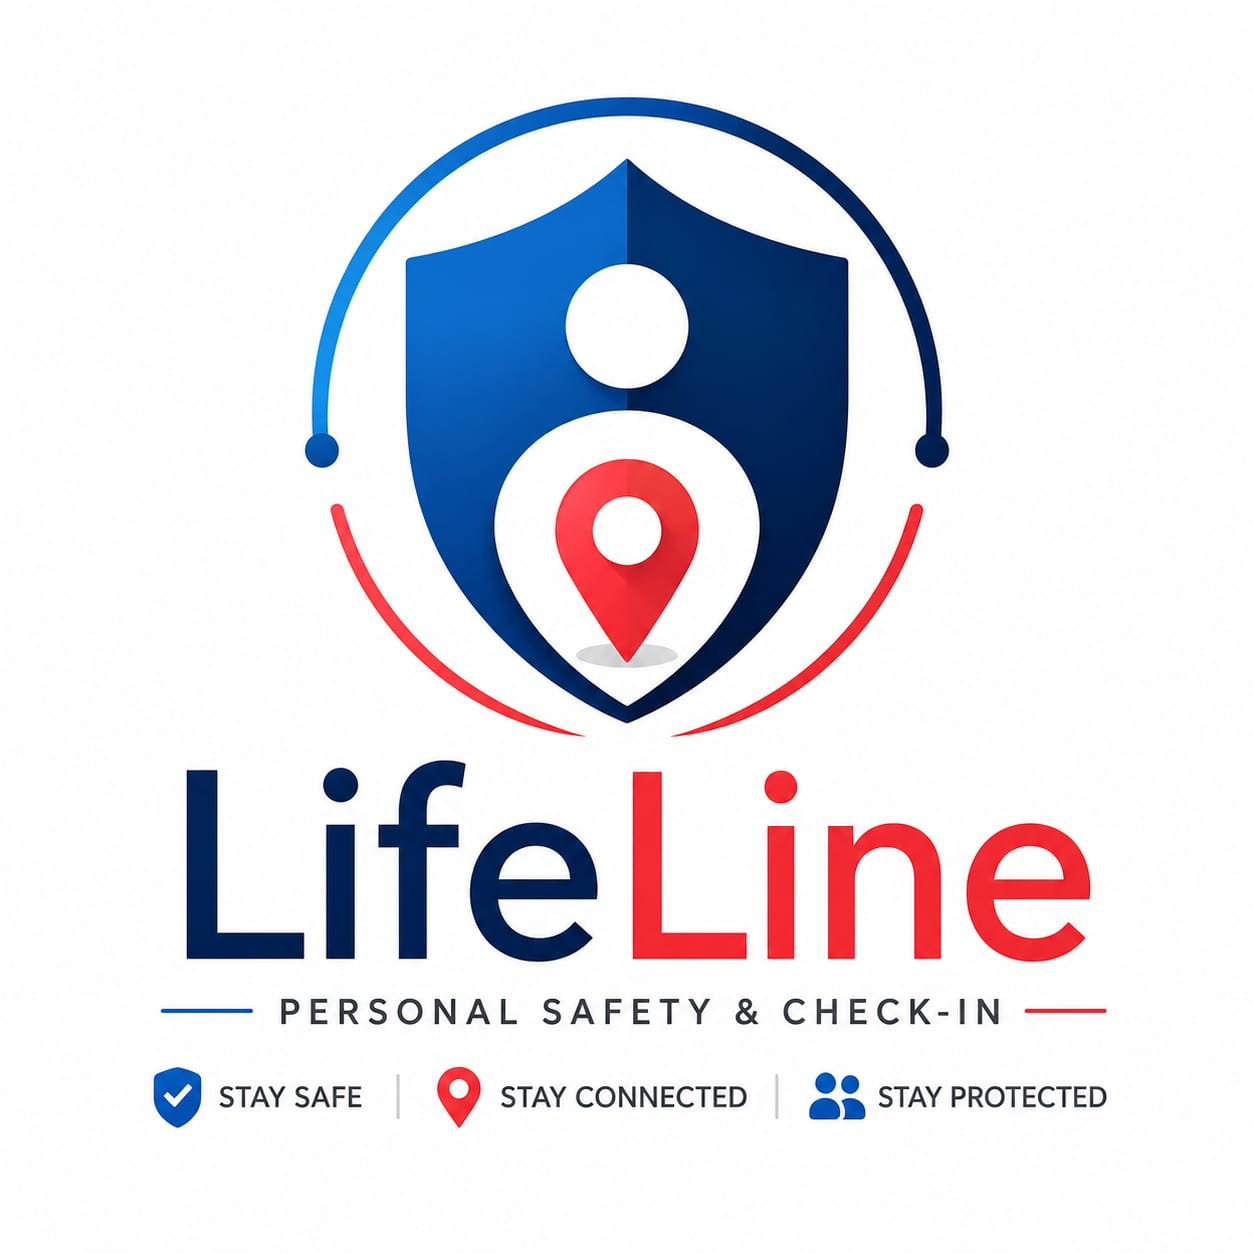 LifeLine
PERSONAL SAFETY & CHECK-IN
STAY SAFE | STAY CONNECTED | STAY PROTECTED